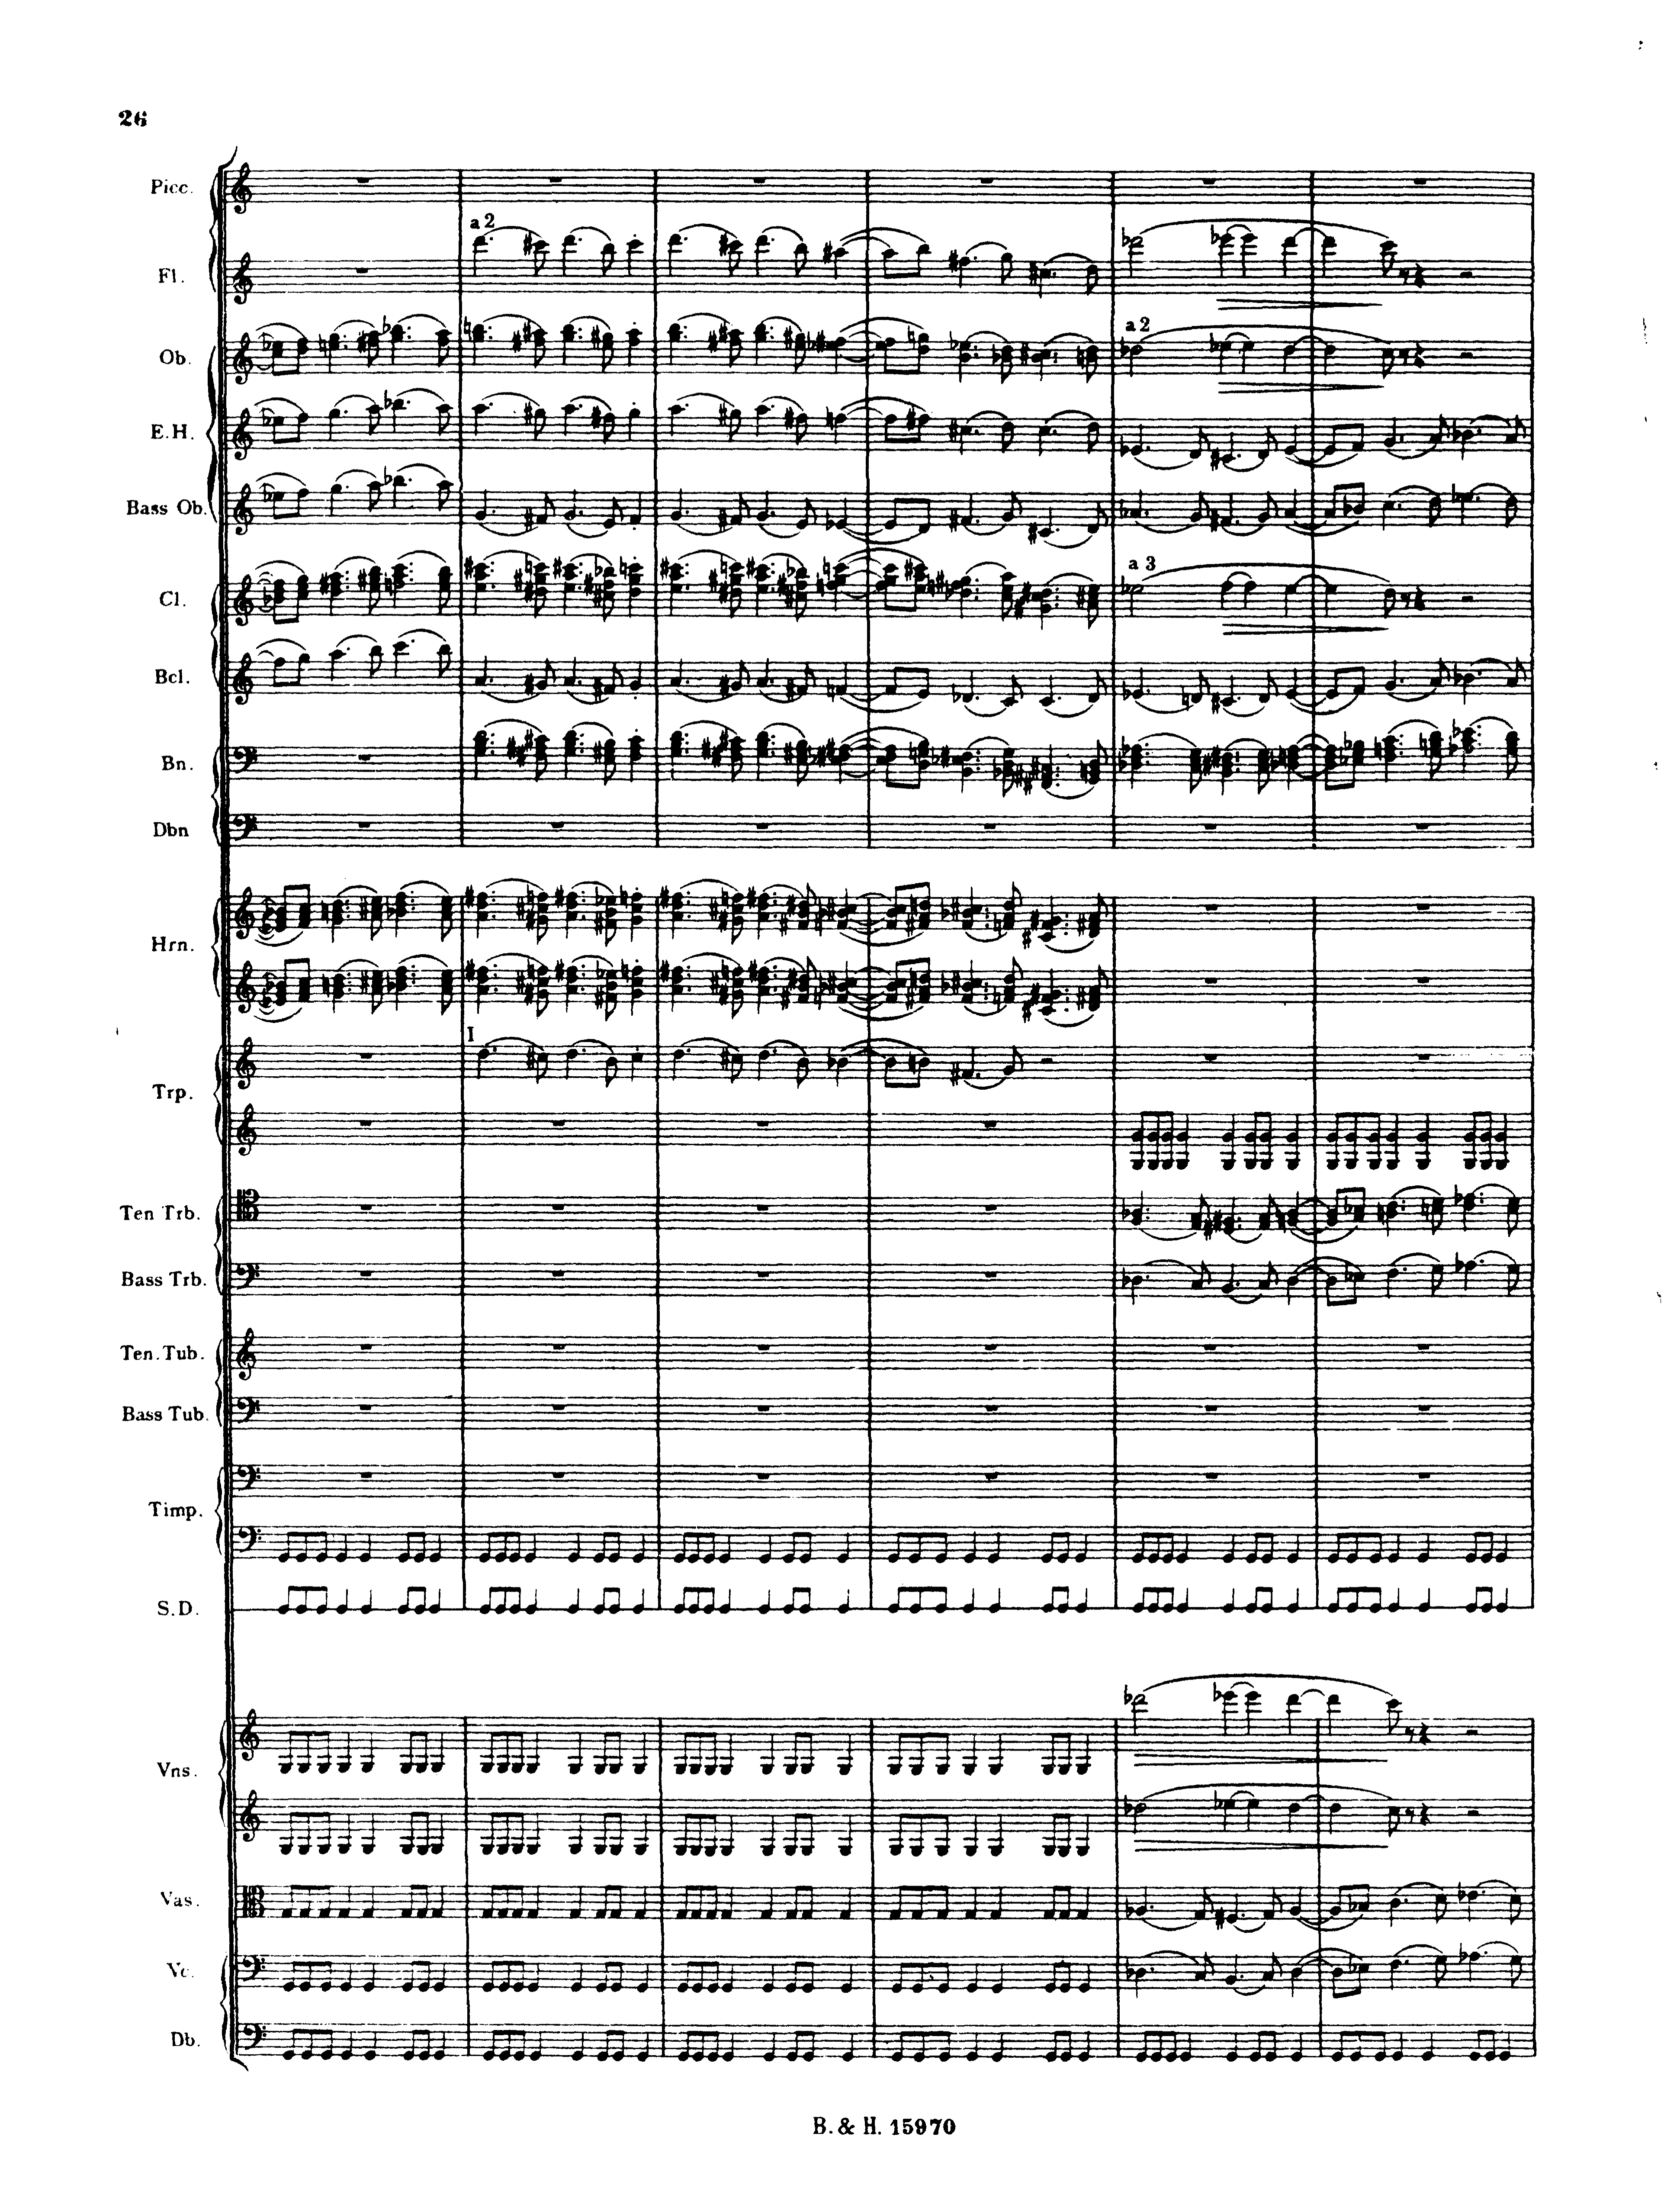 26
Picc.
a 2
Fl.
Ob.
a 2
E.H.
Bass Ob.
Cl.
a 3
Bcl.
Bn.
Dbn
Hrn.
I
Trp.
Ten Trb.
Bass Trb.
Ten. Tub.
Bass Tub.
Timp.
S.D.
Vns.
Vas.
Vc.
Db.
B. & H. 15970